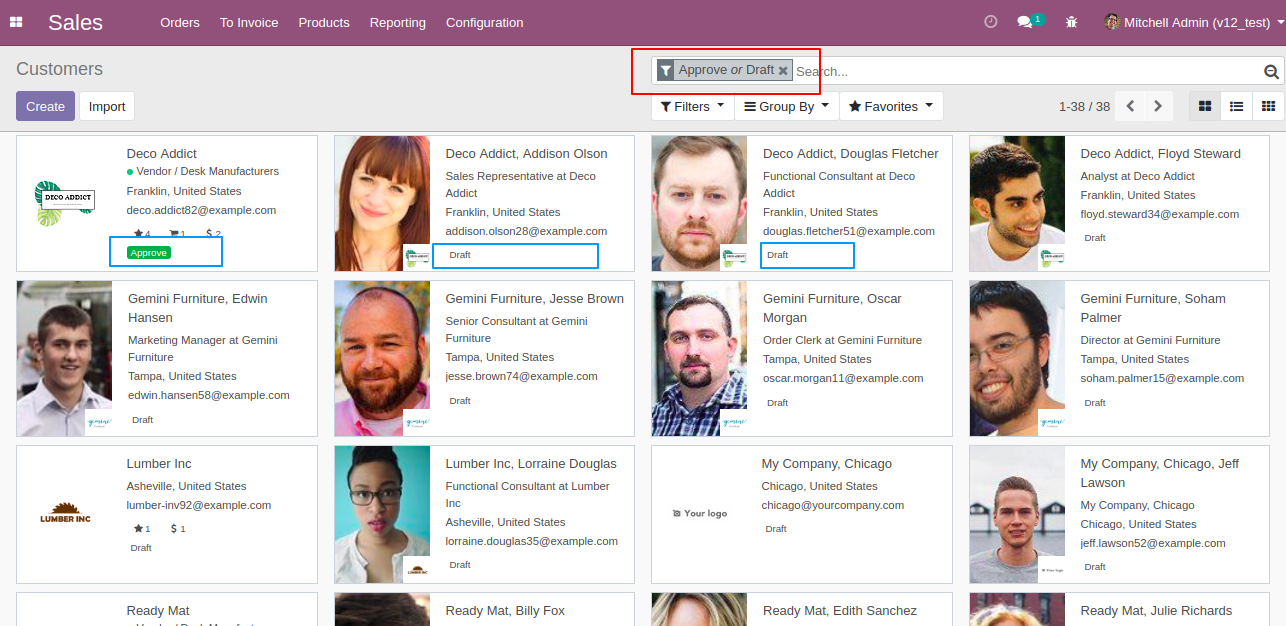 Sales
Orders
To Invoice
Products
Reporting
Configuration
1
Mitchell Admin (v12_test)
Customers
Approve or Draft
Search...
Create
Import
Filters
Group By
Favorites
1-38 / 38
DECO ADDICT
Deco Addict
Vendor / Desk Manufacturers
Franklin, United States
deco.addict82@example.com
4 1 2
Approve
Deco Addict, Addison Olson
Sales Representative at Deco
Addict
Franklin, United States
addison.olson28@example.com
Draft
Deco Addict, Douglas Fletcher
Functional Consultant at Deco
Addict
Franklin, United States
douglas.fletcher51@example.com
Draft
Deco Addict, Floyd Steward
Analyst at Deco Addict
Franklin, United States
floyd.steward34@example.com
Draft
Gemini Furniture, Edwin
Hansen
Marketing Manager at Gemini
Furniture
Tampa, United States
edwin.hansen58@example.com
Draft
Gemini Furniture, Jesse Brown
Senior Consultant at Gemini
Furniture
Tampa, United States
jesse.brown74@example.com
Draft
Gemini Furniture, Oscar
Morgan
Order Clerk at Gemini Furniture
Tampa, United States
oscar.morgan11@example.com
Draft
Gemini Furniture, Soham
Palmer
Director at Gemini Furniture
Tampa, United States
soham.palmer15@example.com
Draft
LUMBER INC
Lumber Inc
Asheville, United States
lumber-inv92@example.com
1 $ 1
Draft
Lumber Inc, Lorraine Douglas
Functional Consultant at Lumber
Inc
Asheville, United States
lorraine.douglas35@example.com
Draft
Your logo
My Company, Chicago
Chicago, United States
chicago@yourcompany.com
Draft
My Company, Chicago, Jeff
Lawson
My Company, Chicago
Chicago, United States
jeff.lawson52@example.com
Draft
Ready Mat
Ready Mat, Billy Fox
Ready Mat, Edith Sanchez
Ready Mat, Julie Richards